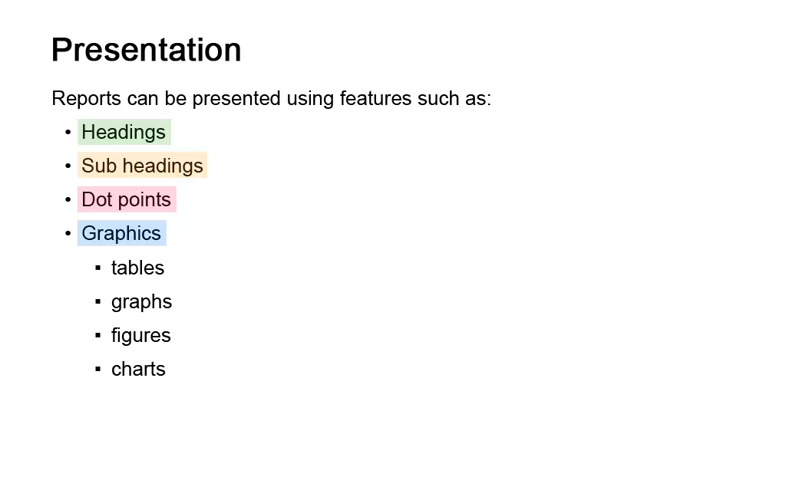 Presentation
Reports can be presented using features such as:
• Headings
• Sub headings
• Dot points
• Graphics
▪ tables
▪ graphs
▪ figures
▪ charts